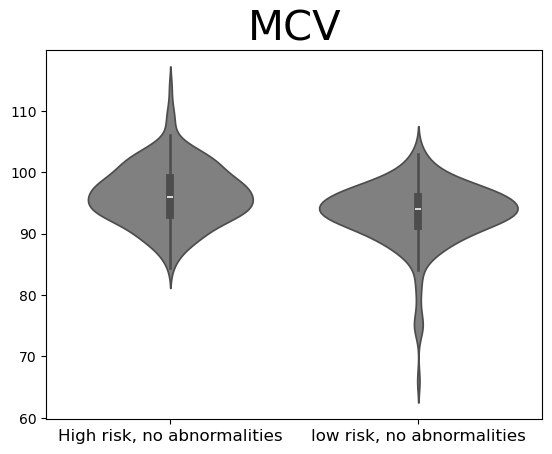 MCV
110
100
90
80
70
60
High risk, no abnormalities
low risk, no abnormalities